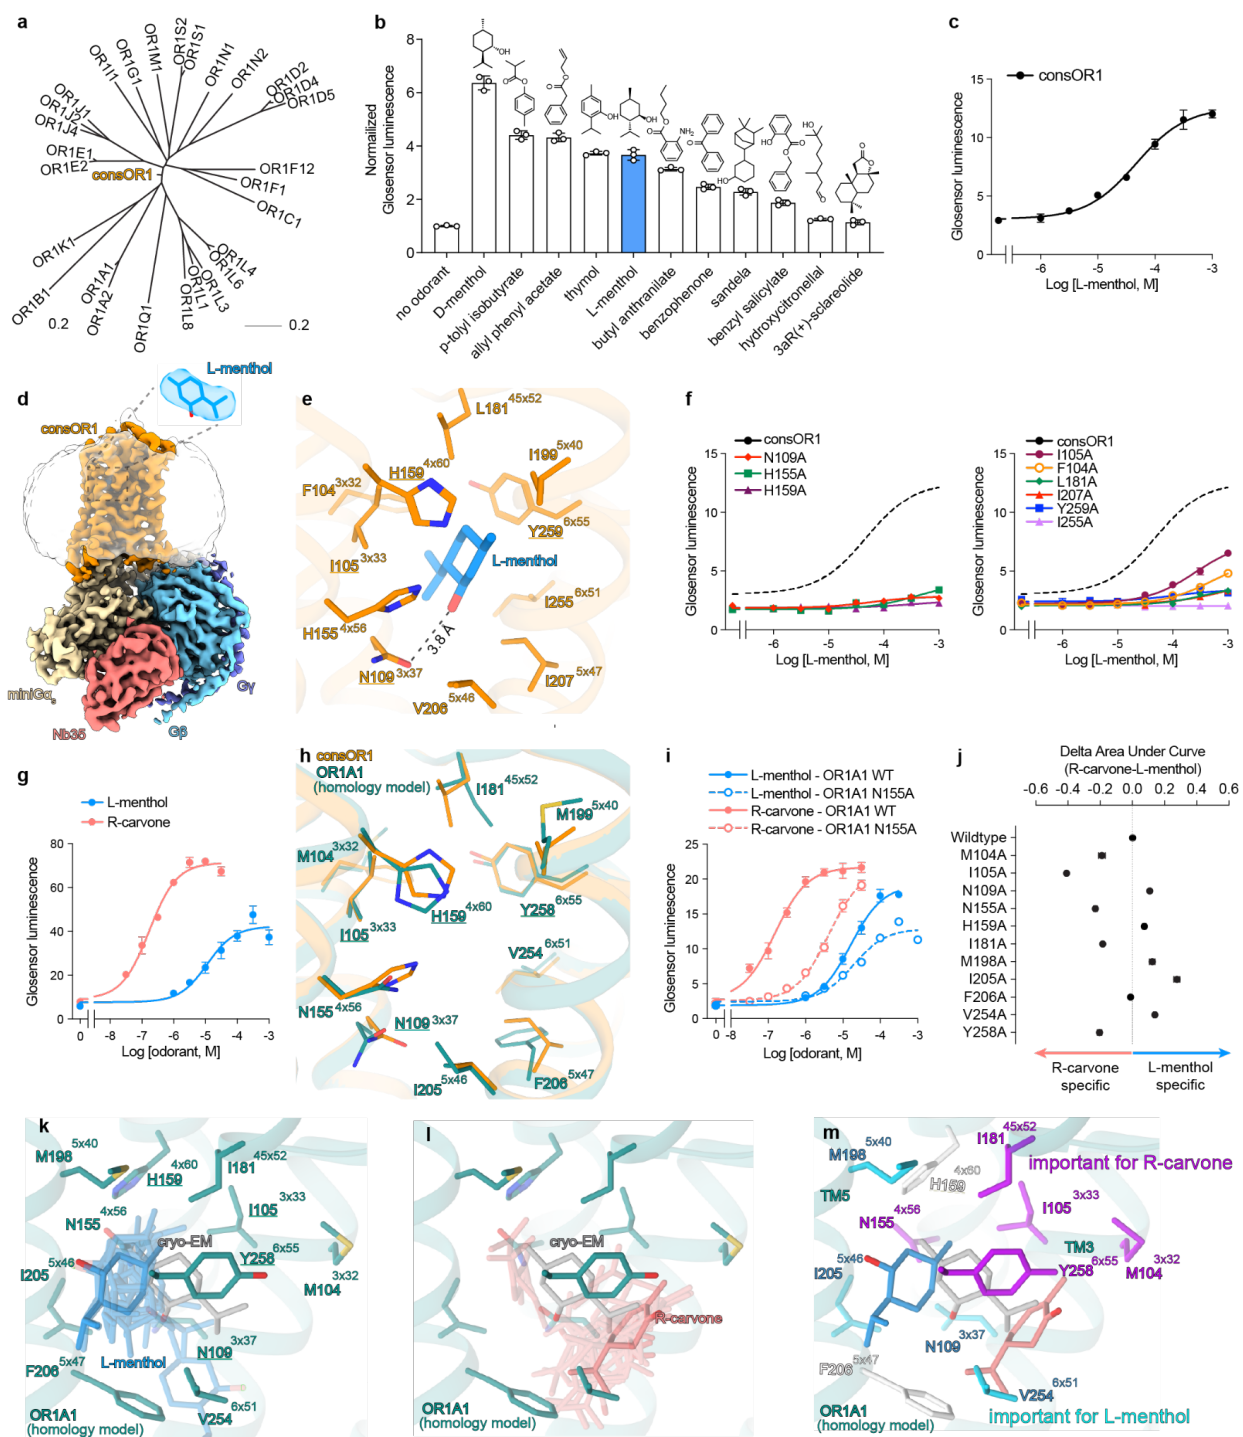 a
OR1S2
OR1S1
OR1M1
OR1G1
OR1I1
OR1N1
OR1N2
OR1D2
OR1D4
OR1D5
OR1J1
OR1J2
OR1J4
OR1E1
OR1E2
consOR1
OR1F12
OR1F1
OR1C1
OR1K1
OR1B1
OR1A1
OR1A2
OR1Q1
OR1L4
OR1L6
OR1L3
OR1L1
OR1L8
0.2
0.2
b
Normailized
Glosensor luminescence
8
6
4
2
0
OH
O
O
O
O
OH
OH
O
O
NH₂
O
HO
HO
O
O
HO
O
O
O
no odorant
D-menthol
p-tolyl isobutyrate
allyl phenyl acetate
thymol
L-menthol
butyl anthranilate
benzophenone
sandela
benzyl salicylate
hydroxycitronellal
3aR(+)-sclareolide
c
consOR1
Glosensor luminescence
15
10
5
0
-6 -5 -4 -3
Log [L-menthol, M]
d
L-menthol
consOR1
miniGαs
Nb35
Gβ
Gγ
e
L181 45x52
H159 4x60
I199 5x40
F104 3x32
Y259 6x55
I105 3x33
L-menthol
H155 4x56
I255 6x51
3.8 Å
N109 3x37
I207 5x47
V206 5x46
f
consOR1
N109A
H155A
H159A
Glosensor luminescence
15
10
5
0
-6 -5 -4 -3
Log [L-menthol, M]
consOR1
I105A
F104A
L181A
I207A
Y259A
I255A
Glosensor luminescence
15
10
5
0
-6 -5 -4 -3
Log [L-menthol, M]
g
L-menthol
R-carvone
Glosensor luminescence
80
60
40
20
0
0 -8 -7 -6 -5 -4 -3
Log [odorant, M]
h
consOR1
OR1A1
(homology model)
I181 45x52
M199 5x40
M104 3x32
H159 4x60
Y258 6x55
I105 3x33
V254 6x51
N155 4x56
N109 3x37
I205 5x46
F206 5x47
i
L-menthol - OR1A1 WT
L-menthol - OR1A1 N155A
R-carvone - OR1A1 WT
R-carvone - OR1A1 N155A
Glosensor luminescence
25
20
15
10
5
0
0 -8 -7 -6 -5 -4 -3
Log [odorant, M]
j
Delta Area Under Curve
(R-carvone-L-menthol)
-0.6 -0.4 -0.2 0.0 0.2 0.4 0.6
Wildtype
M104A
I105A
N109A
N155A
H159A
I181A
M198A
I205A
F206A
V254A
Y258A
R-carvone
specific
L-menthol
specific
k
M198 5x40
H159 4x60
I181 45x52
I105 3x33
N155 4x56
cryo-EM
Y258 6x55
I205 5x46
M104 3x32
N109 3x37
L-menthol
F206 5x47
V254 6x51
OR1A1
(homology model)
l
cryo-EM
R-carvone
OR1A1
(homology model)
m
I181 45x52
M198 5x40
H159 4x60
important for R-carvone
TM5
I105 3x33
N155 4x56
TM3
I205 5x46
Y258 6x55
M104 3x32
N109 3x37
F206 5x47
V254 6x51
OR1A1
(homology model)
important for L-menthol